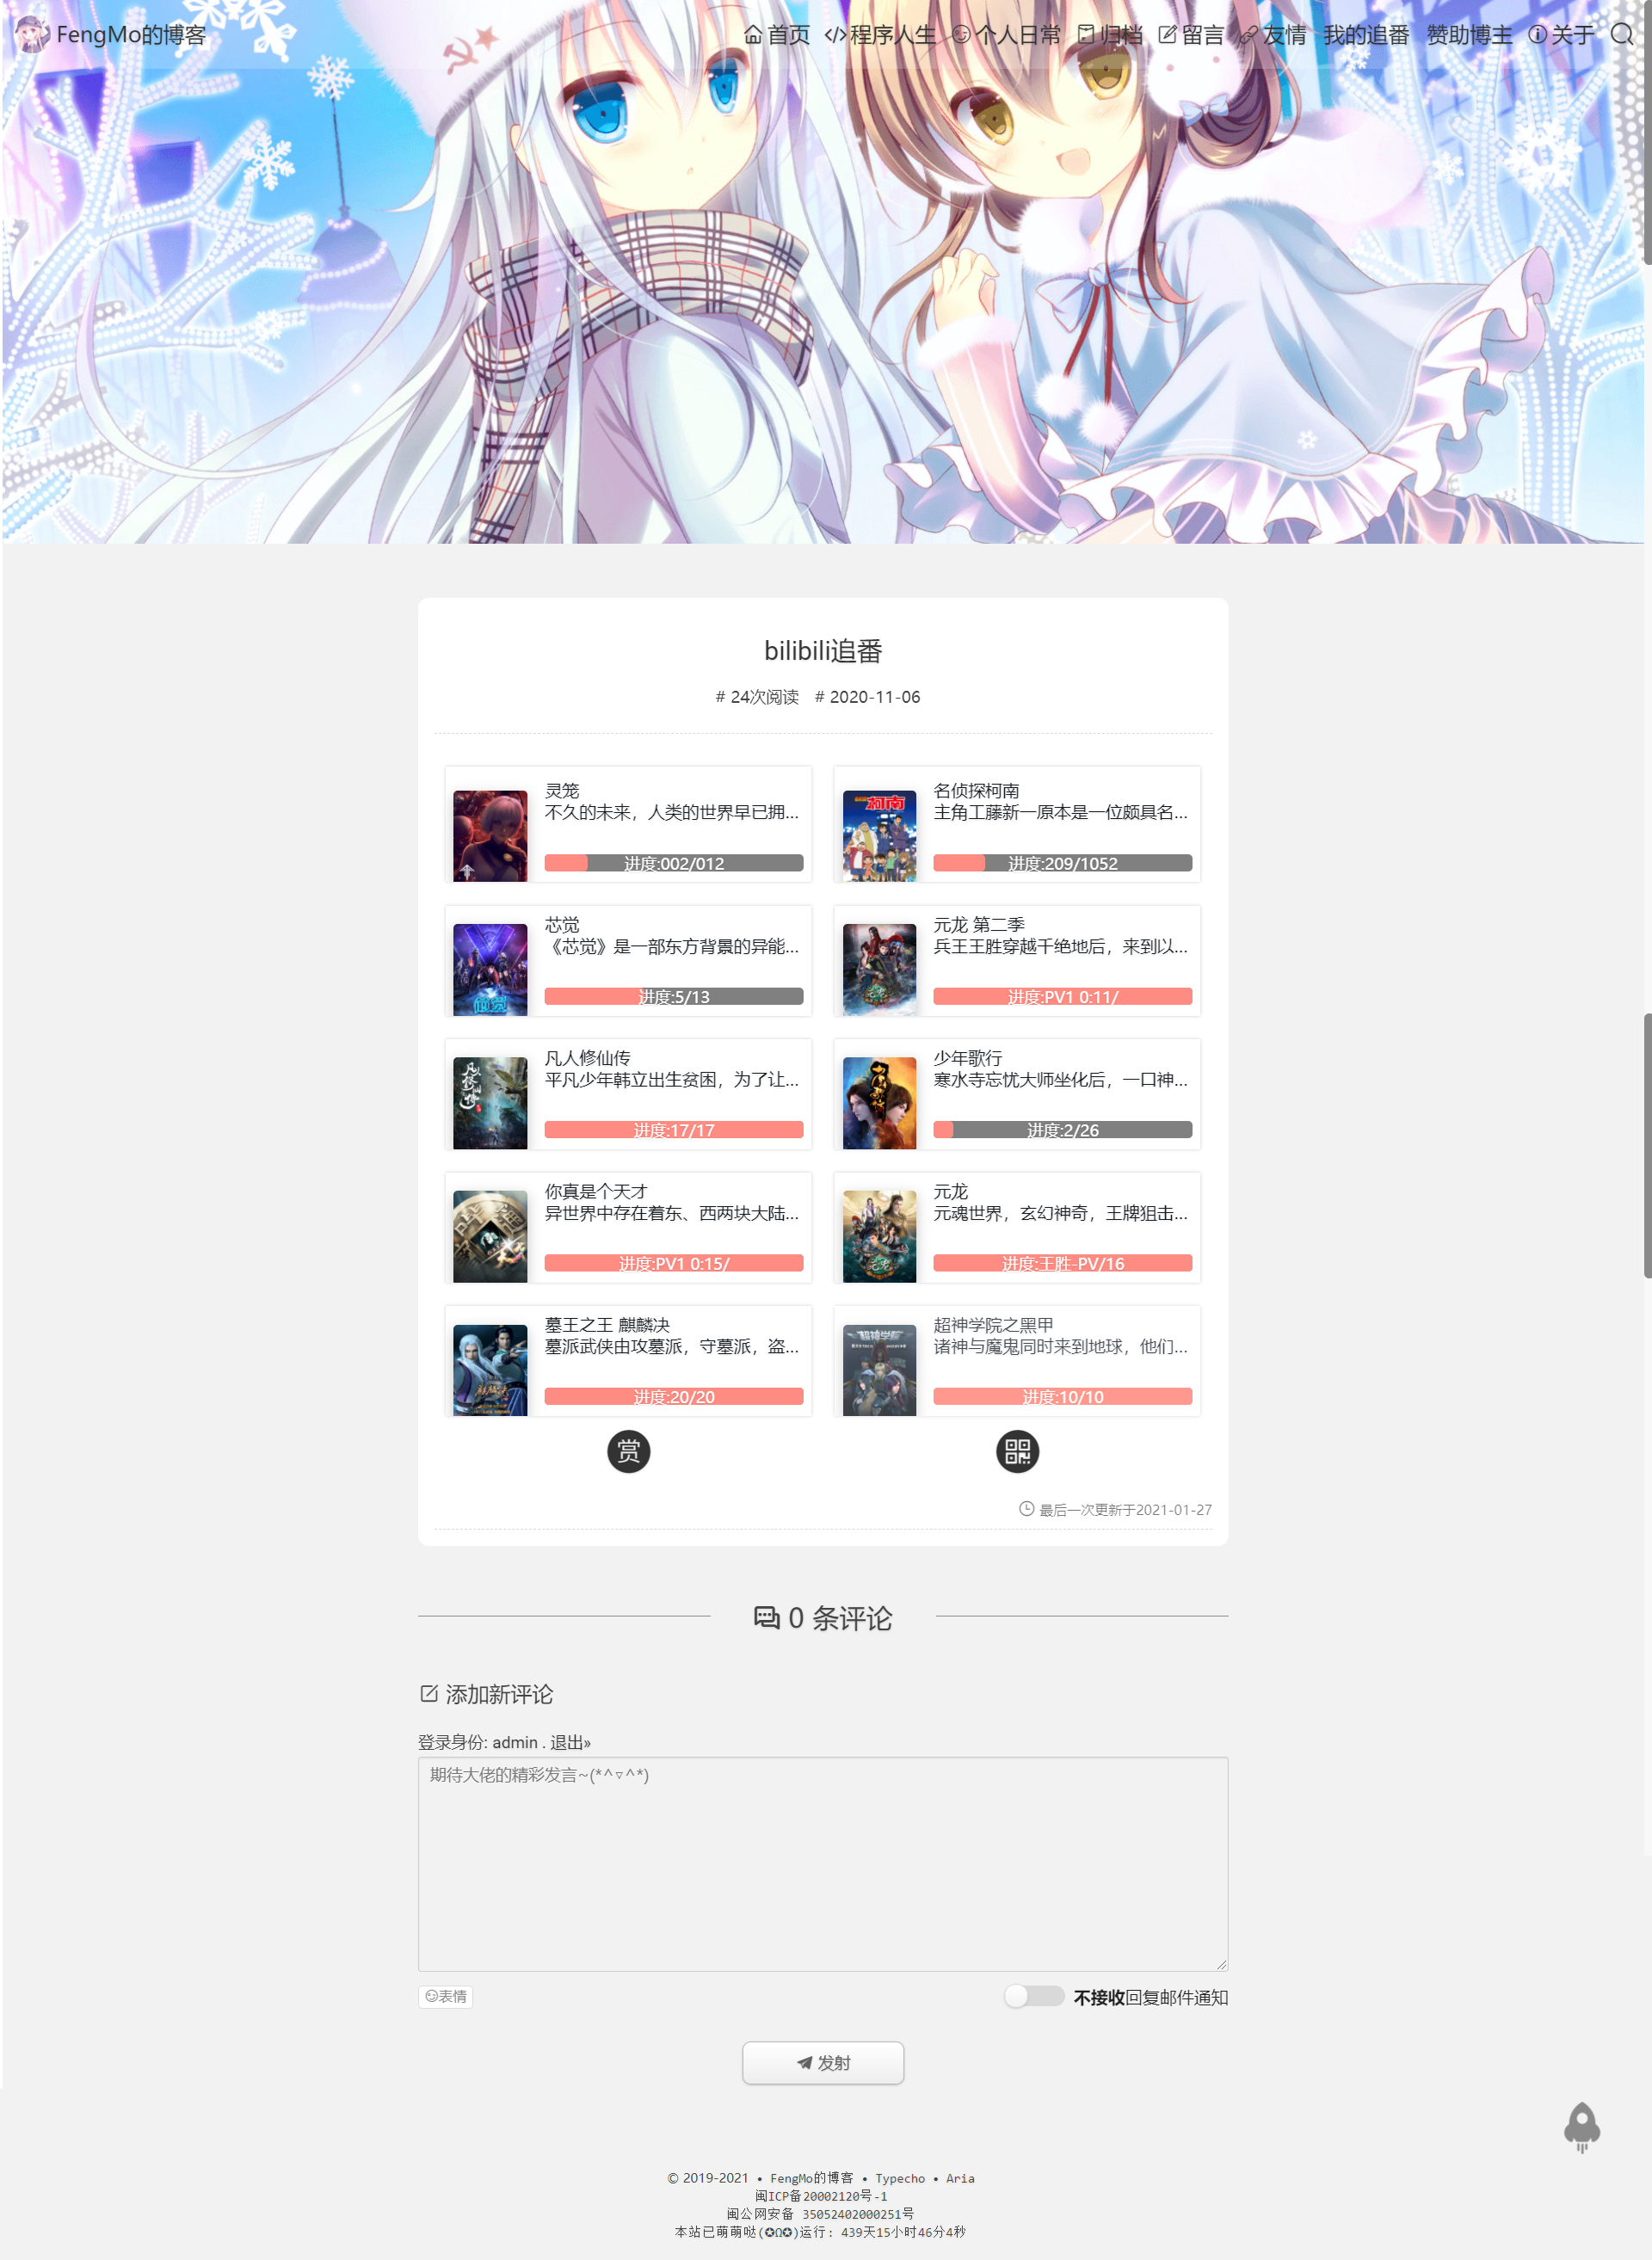 FengMo的博客 首页 程序人生 个人日常 归档 留言 友情 我的追番 赞助博主 关于
bilibili追番
# 24次阅读 # 2020-11-06
灵笼
不久的未来，人类的世界早已拥...
进度:002/012
名侦探柯南
主角工藤新一原本是一位颇具名...
进度:209/1052
芯觉
《芯觉》是一部东方背景的异能...
进度:5/13
元龙 第二季
兵王王胜穿越千绝地后，来到以...
进度:PV1 0:11/
凡人修仙传
平凡少年韩立出生贫困，为了让...
进度:17/17
少年歌行
寒水寺忘忧大师坐化后，一口神...
进度:2/26
你真是个天才
异世界中存在着东、西两块大陆...
进度:PV1 0:15/
元龙
元魂世界，玄幻神奇，王牌狙击...
进度:王胜-PV/16
墓王之王 麒麟决
墓派武侠由攻墓派，守墓派，盗...
进度:20/20
超神学院之黑甲
诸神与魔鬼同时来到地球，他们...
进度:10/10
赏
最后一次更新于2021-01-27
0 条评论
添加新评论
登录身份: admin . 退出»
期待大佬的精彩发言~(*^▽^*)
表情
不接收回复邮件通知
发射
© 2019-2021 • FengMo的博客 • Typecho • Aria
闽ICP备20002120号-1
闽公网安备 35052402000251号
本站已萌萌哒(✪Ω✪)运行: 439天15小时46分4秒